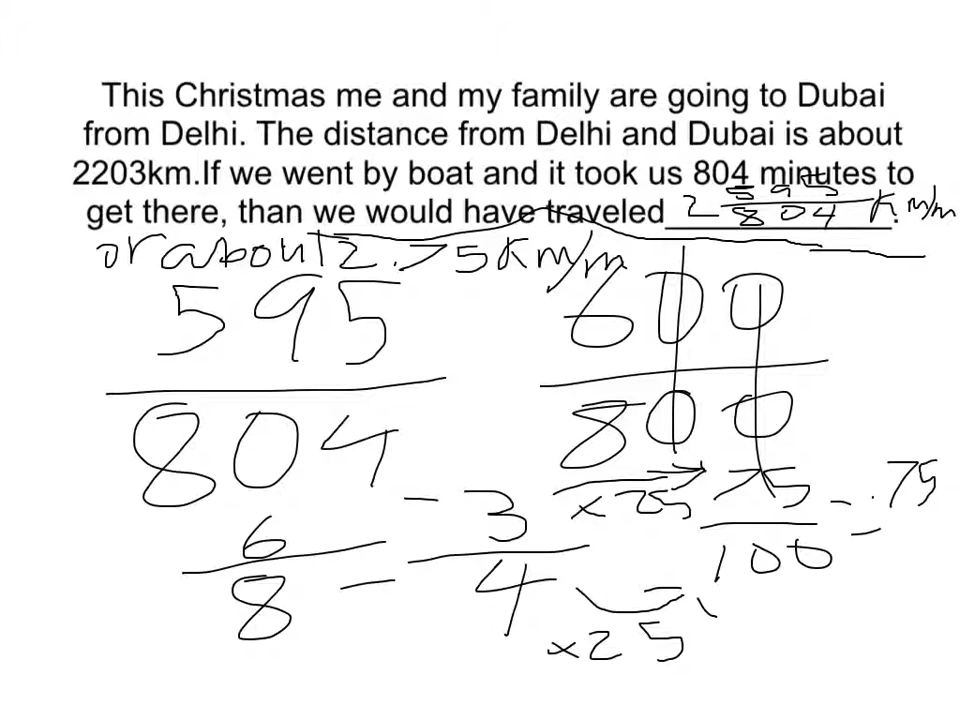 This Christmas me and my family are going to Dubai
from Delhi. The distance from Delhi and Dubai is about
2203km.If we went by boat and it took us 804 minutes to
get there, than we would have traveled 2 595/804 Km/m.
or about 2.75Km/m
595/804 600/800
6/8 = 3/4 ×25 75/100 = .75
×25